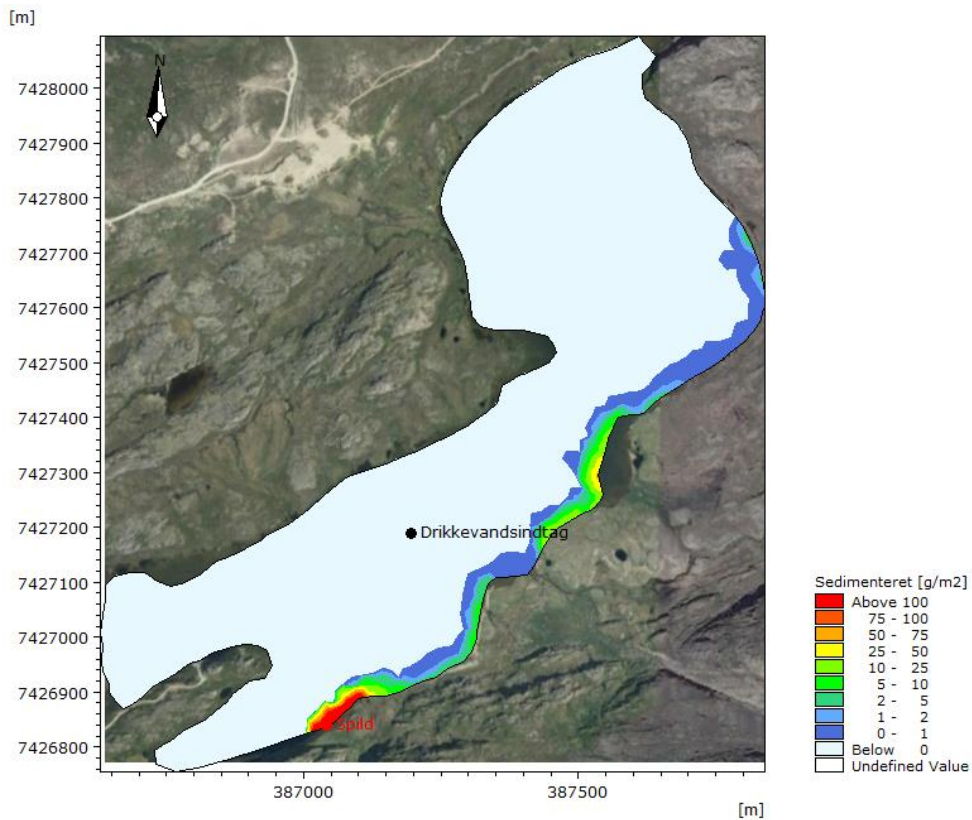 [m]
N
7428000
7427900
7427800
7427700
7427600
7427500
7427400
7427300
7427200
7427100
7427000
7426900
7426800
Drikkevandsindtag
spild
387000
387500
[m]
Sedimenteret [g/m2]
Above 100
75 - 100
50 - 75
25 - 50
10 - 25
5 - 10
2 - 5
1 - 2
0 - 1
Below 0
Undefined Value